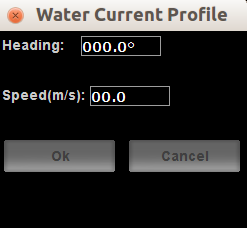 Water Current Profile
Heading: 000.0°
Speed(m/s): 00.0
Ok Cancel